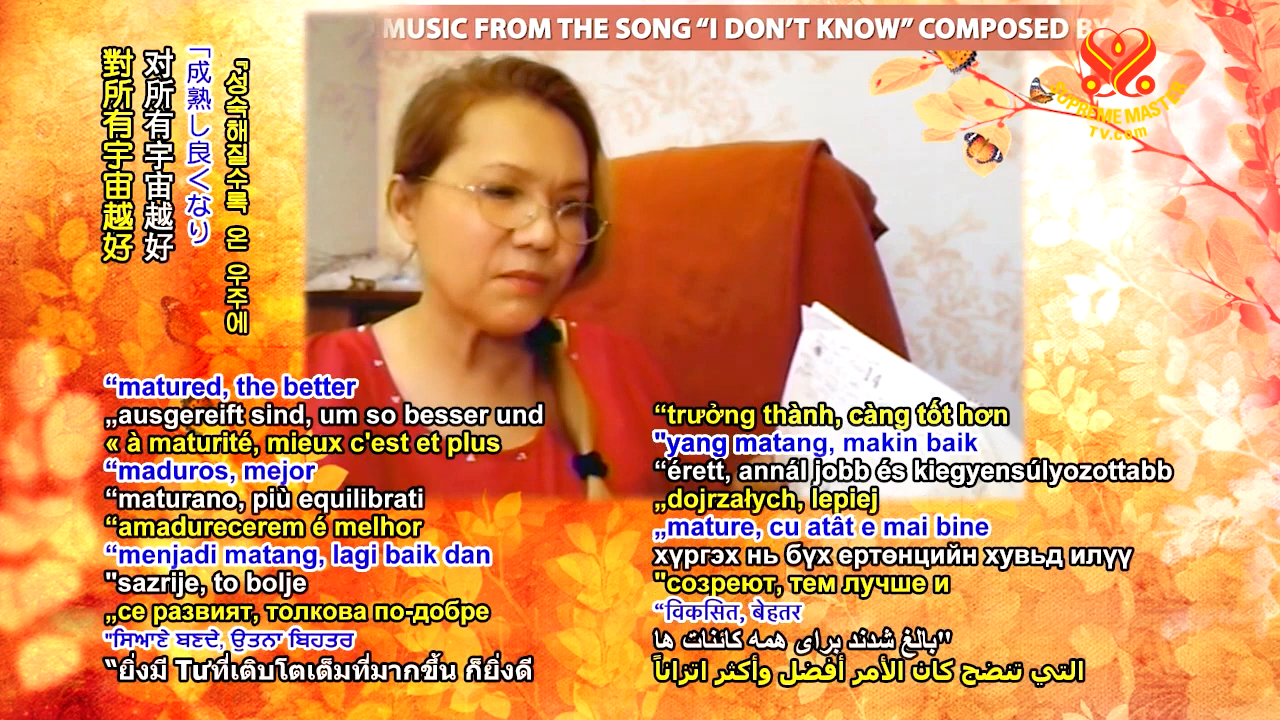 MUSIC FROM THE SONG “I DON’T KNOW” COMPOSED BY
SUPREME MASTER
TV.com
對所有宇宙越好
对所有宇宙越好
「成熟し良くなり
『성숙해질수록 온 우주에
“matured, the better
„ausgereift sind, um so besser und
« à maturité, mieux c'est et plus
“maduros, mejor
“maturano, più equilibrati
“amadurecerem é melhor
“menjadi matang, lagi baik dan
"sazrije, to bolje
„се развият, толкова по-добре
"ਸਿਆਣੇ ਬਣਦੇ, ਉਤਨਾ ਬਿਹਤਰ
“ยิ่งมี Tư'ที่เติบโตเต็มที่มากขึ้น ก็ยิ่งดี
“trưởng thành, càng tốt hơn
"yang matang, makin baik
“érett, annál jobb és kiegyensúlyozottabb
„dojrzałych, lepiej
„mature, cu atât e mai bine
хүргэх нь бүх ертөнцийн хувьд илүү
"созреют, тем лучше и
“विकसित, बेहतर
"بالغ شدند برای همه کائنات ها
التي تنضج كان الأمر أفضل وأكثر اتزاناً
14